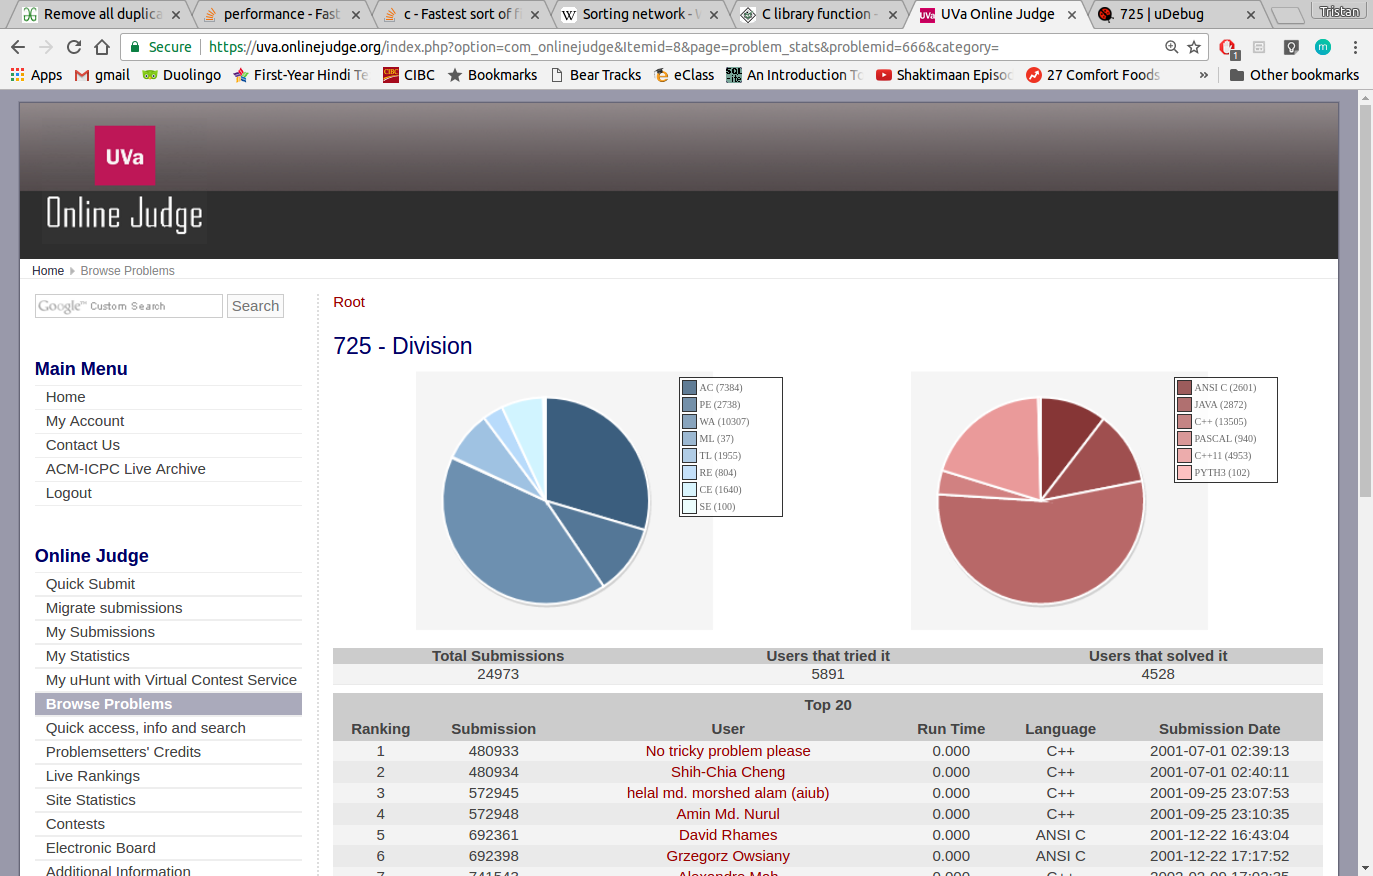 Remove all duplica
performance - Fast
c - Fastest sort of fi
Sorting network - W
C library function -
UVa Online Judge
725 | uDebug
Tristan
Secure https://uva.onlinejudge.org/index.php?option=com_onlinejudge&Itemid=8&page=problem_stats&problemid=666&category=
1
m
Apps gmail Duolingo First-Year Hindi Te CIBC Bookmarks Bear Tracks eClass An Introduction To Shaktimaan Episod 27 Comfort Foods » Other bookmarks
UVa
Online Judge
Home Browse Problems
Google™ Custom Search Search
Main Menu
Home
My Account
Contact Us
ACM-ICPC Live Archive
Logout
Online Judge
Quick Submit
Migrate submissions
My Submissions
My Statistics
My uHunt with Virtual Contest Service
Browse Problems
Quick access, info and search
Problemsetters' Credits
Live Rankings
Site Statistics
Contests
Electronic Board
Additional Information
Root
725 - Division
AC (7384)
PE (2738)
WA (10307)
ML (37)
TL (1955)
RE (804)
CE (1640)
SE (100)
ANSI C (2601)
JAVA (2872)
C++ (13505)
PASCAL (940)
C++11 (4953)
PYTH3 (102)
Total Submissions Users that tried it Users that solved it
24973 5891 4528
Top 20
Ranking Submission User Run Time Language Submission Date
1 480933 No tricky problem please 0.000 C++ 2001-07-01 02:39:13
2 480934 Shih-Chia Cheng 0.000 C++ 2001-07-01 02:40:11
3 572945 helal md. morshed alam (aiub) 0.000 C++ 2001-09-25 23:07:53
4 572948 Amin Md. Nurul 0.000 C++ 2001-09-25 23:10:35
5 692361 David Rhames 0.000 ANSI C 2001-12-22 16:43:04
6 692398 Grzegorz Owsiany 0.000 ANSI C 2001-12-22 17:17:52